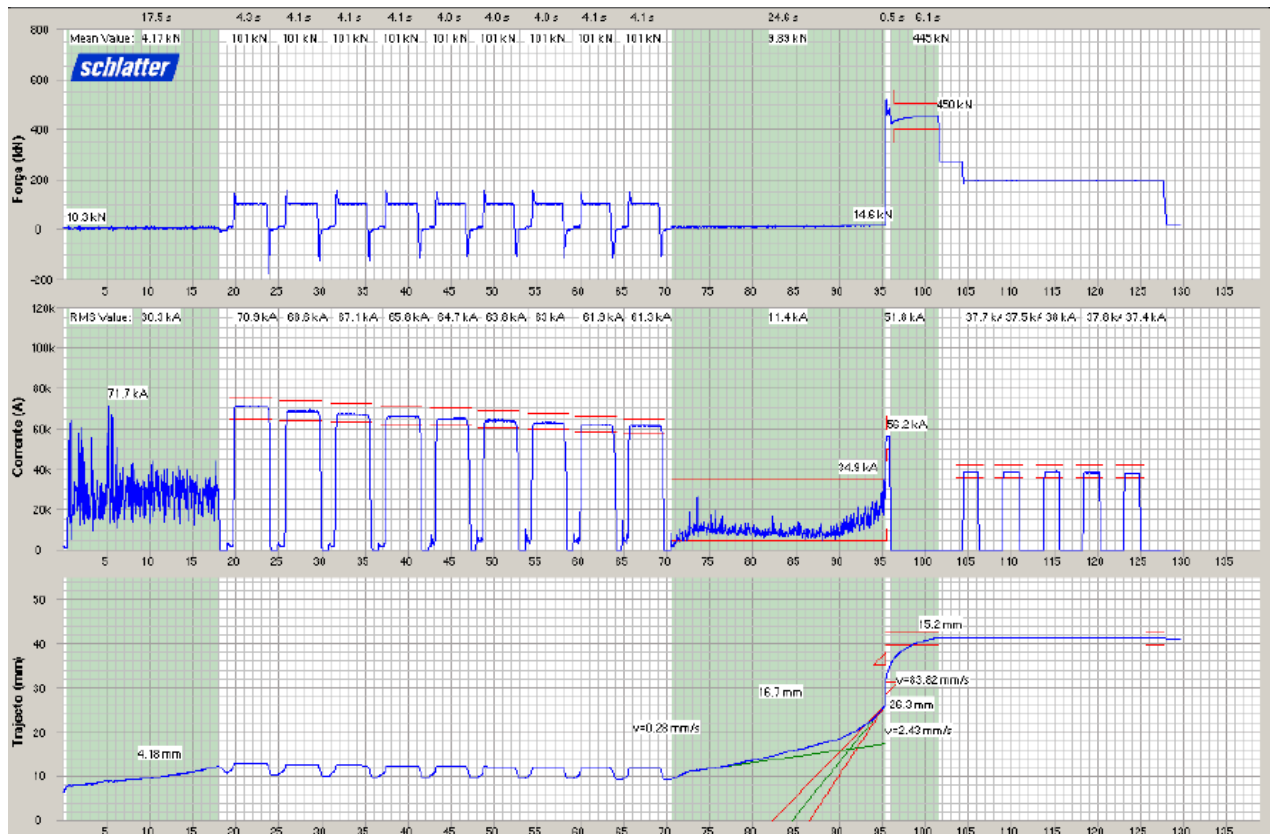 17.5 s 4.3 s 4.1 s 4.1 s 4.1 s 4.0 s 4.0 s 4.0 s 4.1 s 4.1 s 24.6 s 0.5 s 6.1 s
800
Mean Value: 4.17 kN 101 kN... 101 kN... 101 kN... 101 kN... 101 kN... 101 kN... 101 kN... 101 kN... 101 kN 9.89 kN 445 kN
schlatter
600
450 kN
400
Força (kN)
200
10.3 kN 14.6 kN
0
-200
5 10 15 20 25 30 35 40 45 50 55 60 65 70 75 80 85 90 95 100 105 110 115 120 125 130 135
120k
RMS Value: 30.3 kA 70.9 kA 68.6 kA 67.1 kA 65.8 kA 64.7 kA 63.8 kA 63 kA 61.9 kA 61.3 kA 11.4 kA 51.8 kA 37.7 kA 37.5 kA 38 kA 37.8 kA 37.4 kA
100k
80k
71.7 kA
60k
56.2 kA
Corrente (A)
40k
34.9 kA
20k
0
5 10 15 20 25 30 35 40 45 50 55 60 65 70 75 80 85 90 95 100 105 110 115 120 125 130 135
50
15.2 mm
40
Trajecto (mm)
v=83.82 mm/s
30
16.7 mm
26.3 mm
v=0.28 mm/s
v=2.43 mm/s
20
4.18 mm
10
0
5 10 15 20 25 30 35 40 45 50 55 60 65 70 75 80 85 90 95 100 105 110 115 120 125 130 135